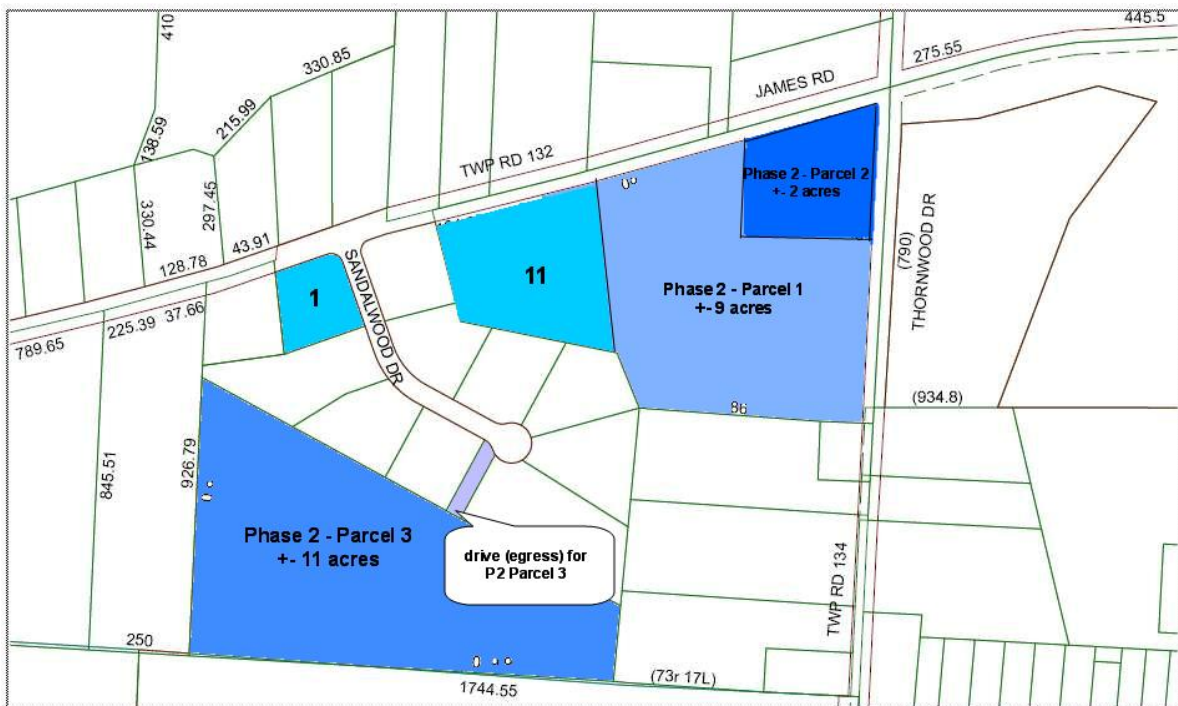 410
445.5
330.85
275.55
JAMES RD
138.59
215.99
TWP RD 132
Phase 2 - Parcel 2
+- 2 acres
330.44
297.45
43.91
128.78
(790)
THORNWOOD DR
SANDALWOOD DR
1
11
Phase 2 - Parcel 1
+- 9 acres
37.66
225.39
789.65
86
(934.8)
845.51
926.79
Phase 2 - Parcel 3
+- 11 acres
drive (egress) for
P2 Parcel 3
TWP RD 134
250
(73r 17L)
1744.55